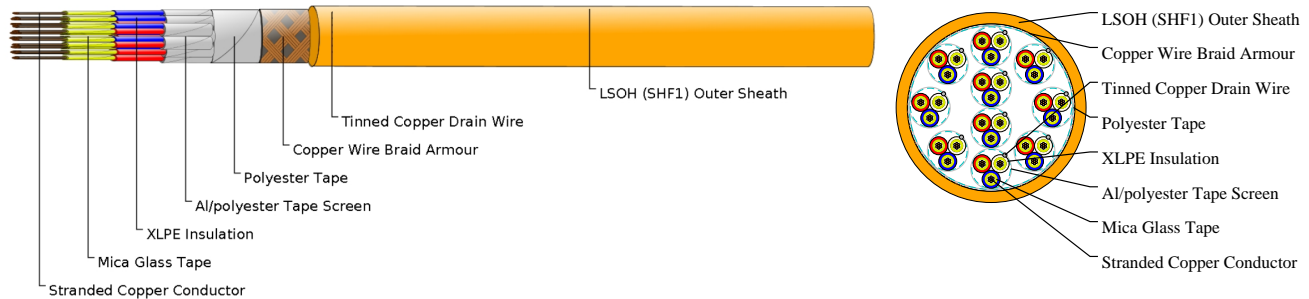 LSOH (SHF1) Outer Sheath
Tinned Copper Drain Wire
Copper Wire Braid Armour
Polyester Tape
Al/polyester Tape Screen
XLPE Insulation
Mica Glass Tape
Stranded Copper Conductor
LSOH (SHF1) Outer Sheath
Copper Wire Braid Armour
Tinned Copper Drain Wire
Polyester Tape
XLPE Insulation
Al/polyester Tape Screen
Mica Glass Tape
Stranded Copper Conductor